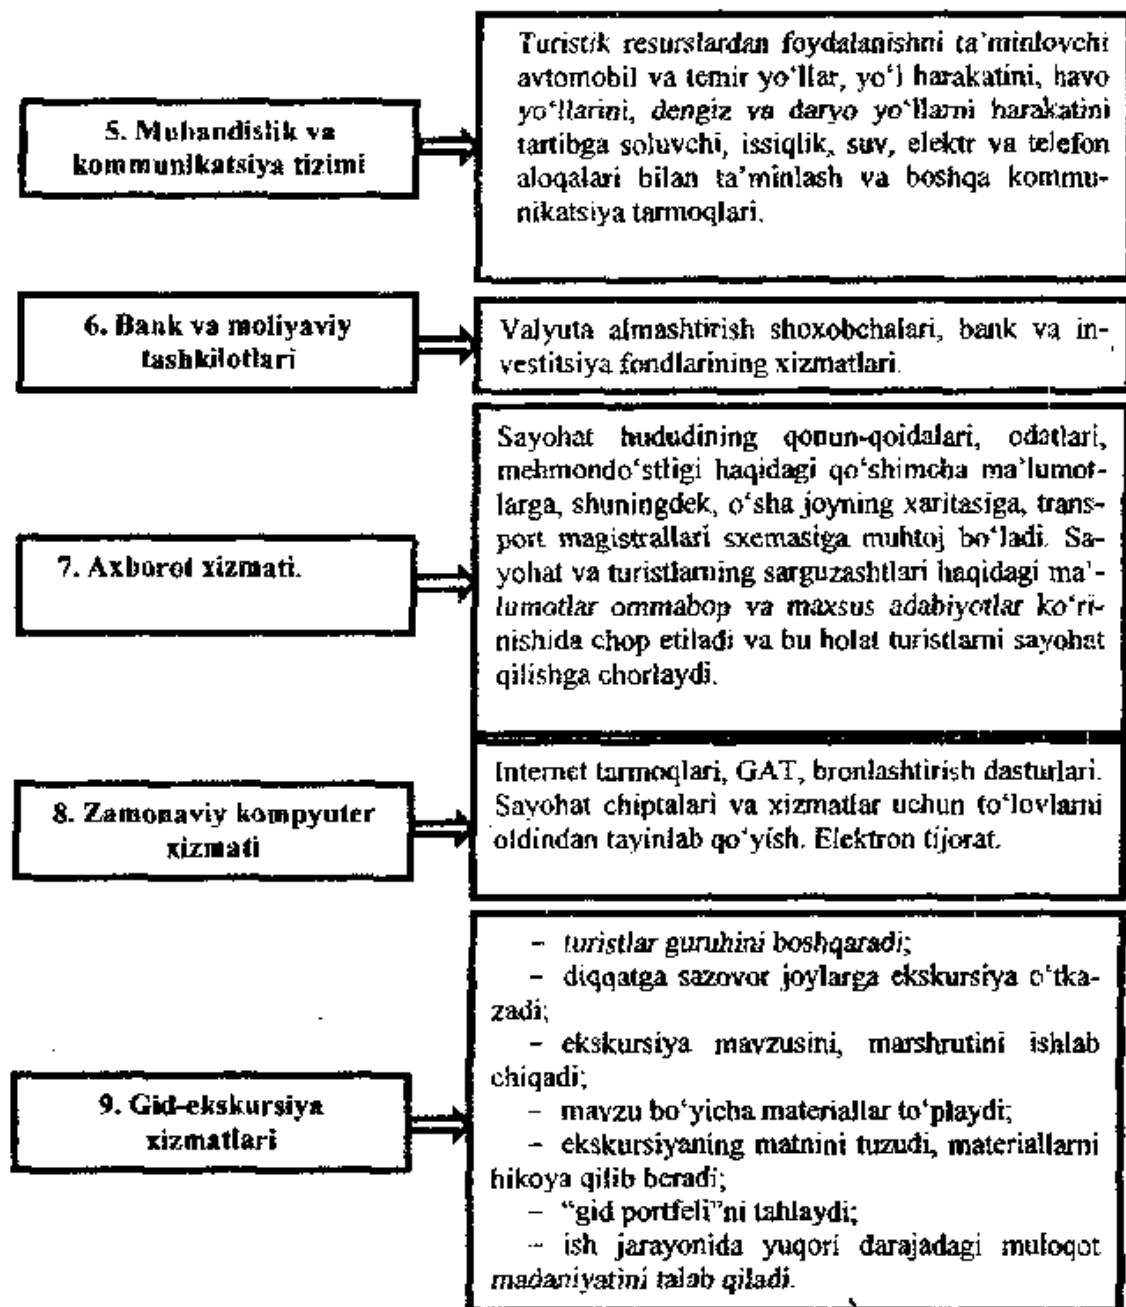 5. Muhandislik va
kommunikatsiya tizimi
Turistik resurslardan foydalanishni ta’minlovchi
avtomobil va temir yo‘llar, yo‘l harakatini, havo
yo‘llarini, dengiz va daryo yo‘llarni harakatini
tartibga soluvchi, issiqlik, suv, elektr va telefon
aloqalari bilan ta’minlash va boshqa kommu-
nikatsiya tarmoqlari.
6. Bank va moliyaviy
tashkilotlari
Valyuta almashtirish shoxobchalari, bank va in-
vestitsiya fondlarining xizmatlari.
7. Axborot xizmati.
Sayohat hududining qonun-qoidalari, odatlari,
mehmondo‘stligi haqidagi qo‘shimcha ma’lumot-
larga, shuningdek, o‘sha joyning xaritasiga, trans-
port magistrallari sxemasiga muhtoj bo‘ladi. Sa-
yohat va turistlarning sarguzashtlari haqidagi ma’-
lumotlar ommabop va maxsus adabiyotlar ko‘ri-
nishida chop etiladi va bu holat turistlarni sayohat
qilishga chorlaydi.
8. Zamonaviy kompyuter
xizmati
Internet tarmoqlari, GAT, bronlashtirish dasturlari.
Sayohat chiptalari va xizmatlar uchun to‘lovlarni
oldindan tayinlab qo‘yish. Elektron tijorat.
9. Gid-ekskursiya
xizmatlari
– turistlar guruhini boshqaradi;
– diqqatga sazovor joylarga ekskursiya o‘tka-
zadi;
– ekskursiya mavzusini, marshrutini ishlab
chiqadi;
– mavzu bo‘yicha materiallar to‘playdi;
– ekskursiyaning matnini tuzudi, materiallarni
hikoya qilib beradi;
– “gid portfeli”ni tahlaydi;
– ish jarayonida yuqori darajadagi muloqot
madaniyatini talab qiladi.